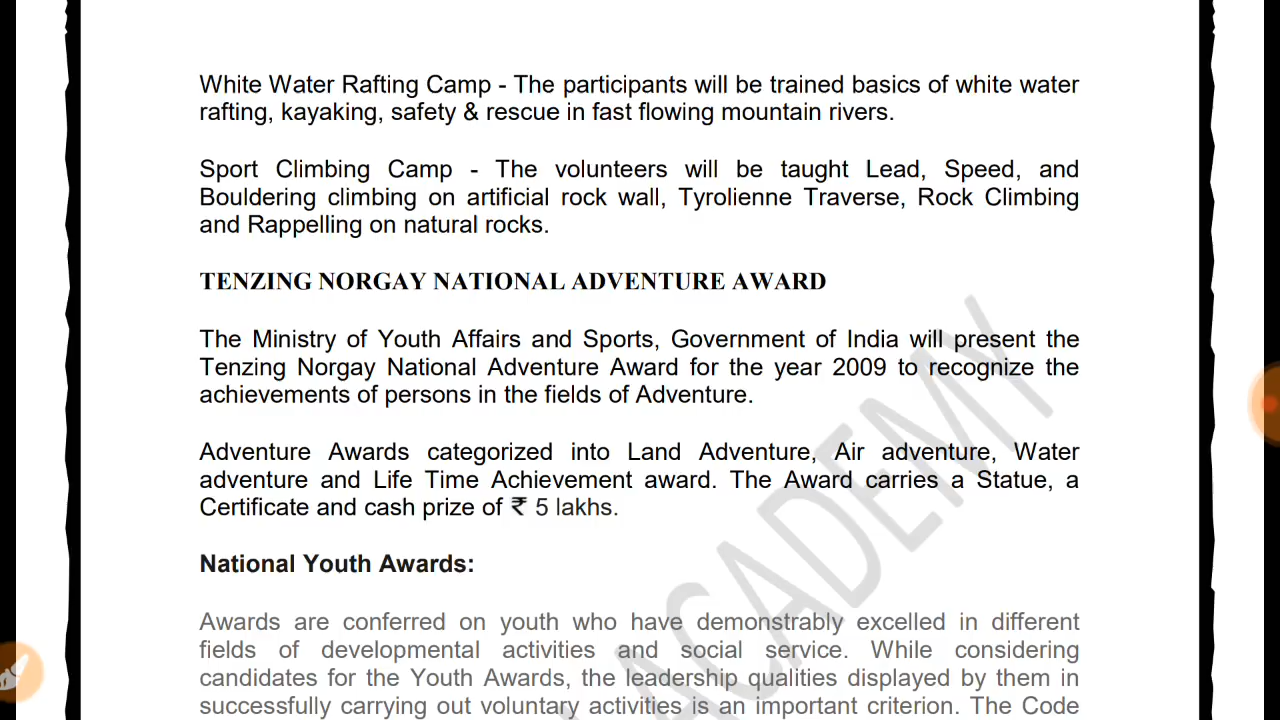 White Water Rafting Camp - The participants will be trained basics of white water
rafting, kayaking, safety & rescue in fast flowing mountain rivers.
Sport Climbing Camp - The volunteers will be taught Lead, Speed, and
Bouldering climbing on artificial rock wall, Tyrolienne Traverse, Rock Climbing
and Rappelling on natural rocks.
TENZING NORGAY NATIONAL ADVENTURE AWARD
The Ministry of Youth Affairs and Sports, Government of India will present the
Tenzing Norgay National Adventure Award for the year 2009 to recognize the
achievements of persons in the fields of Adventure.
Adventure Awards categorized into Land Adventure, Air adventure, Water
adventure and Life Time Achievement award. The Award carries a Statue, a
Certificate and cash prize of ₹ 5 lakhs.
National Youth Awards:
Awards are conferred on youth who have demonstrably excelled in different
fields of developmental activities and social service. While considering
candidates for the Youth Awards, the leadership qualities displayed by them in
successfully carrying out voluntary activities is an important criterion. The Code
ACADEMY